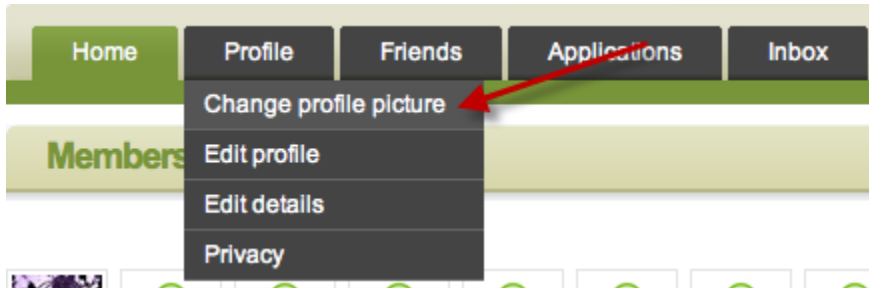 Home Profile Friends Applications Inbox
Change profile picture
Members
Edit profile
Edit details
Privacy